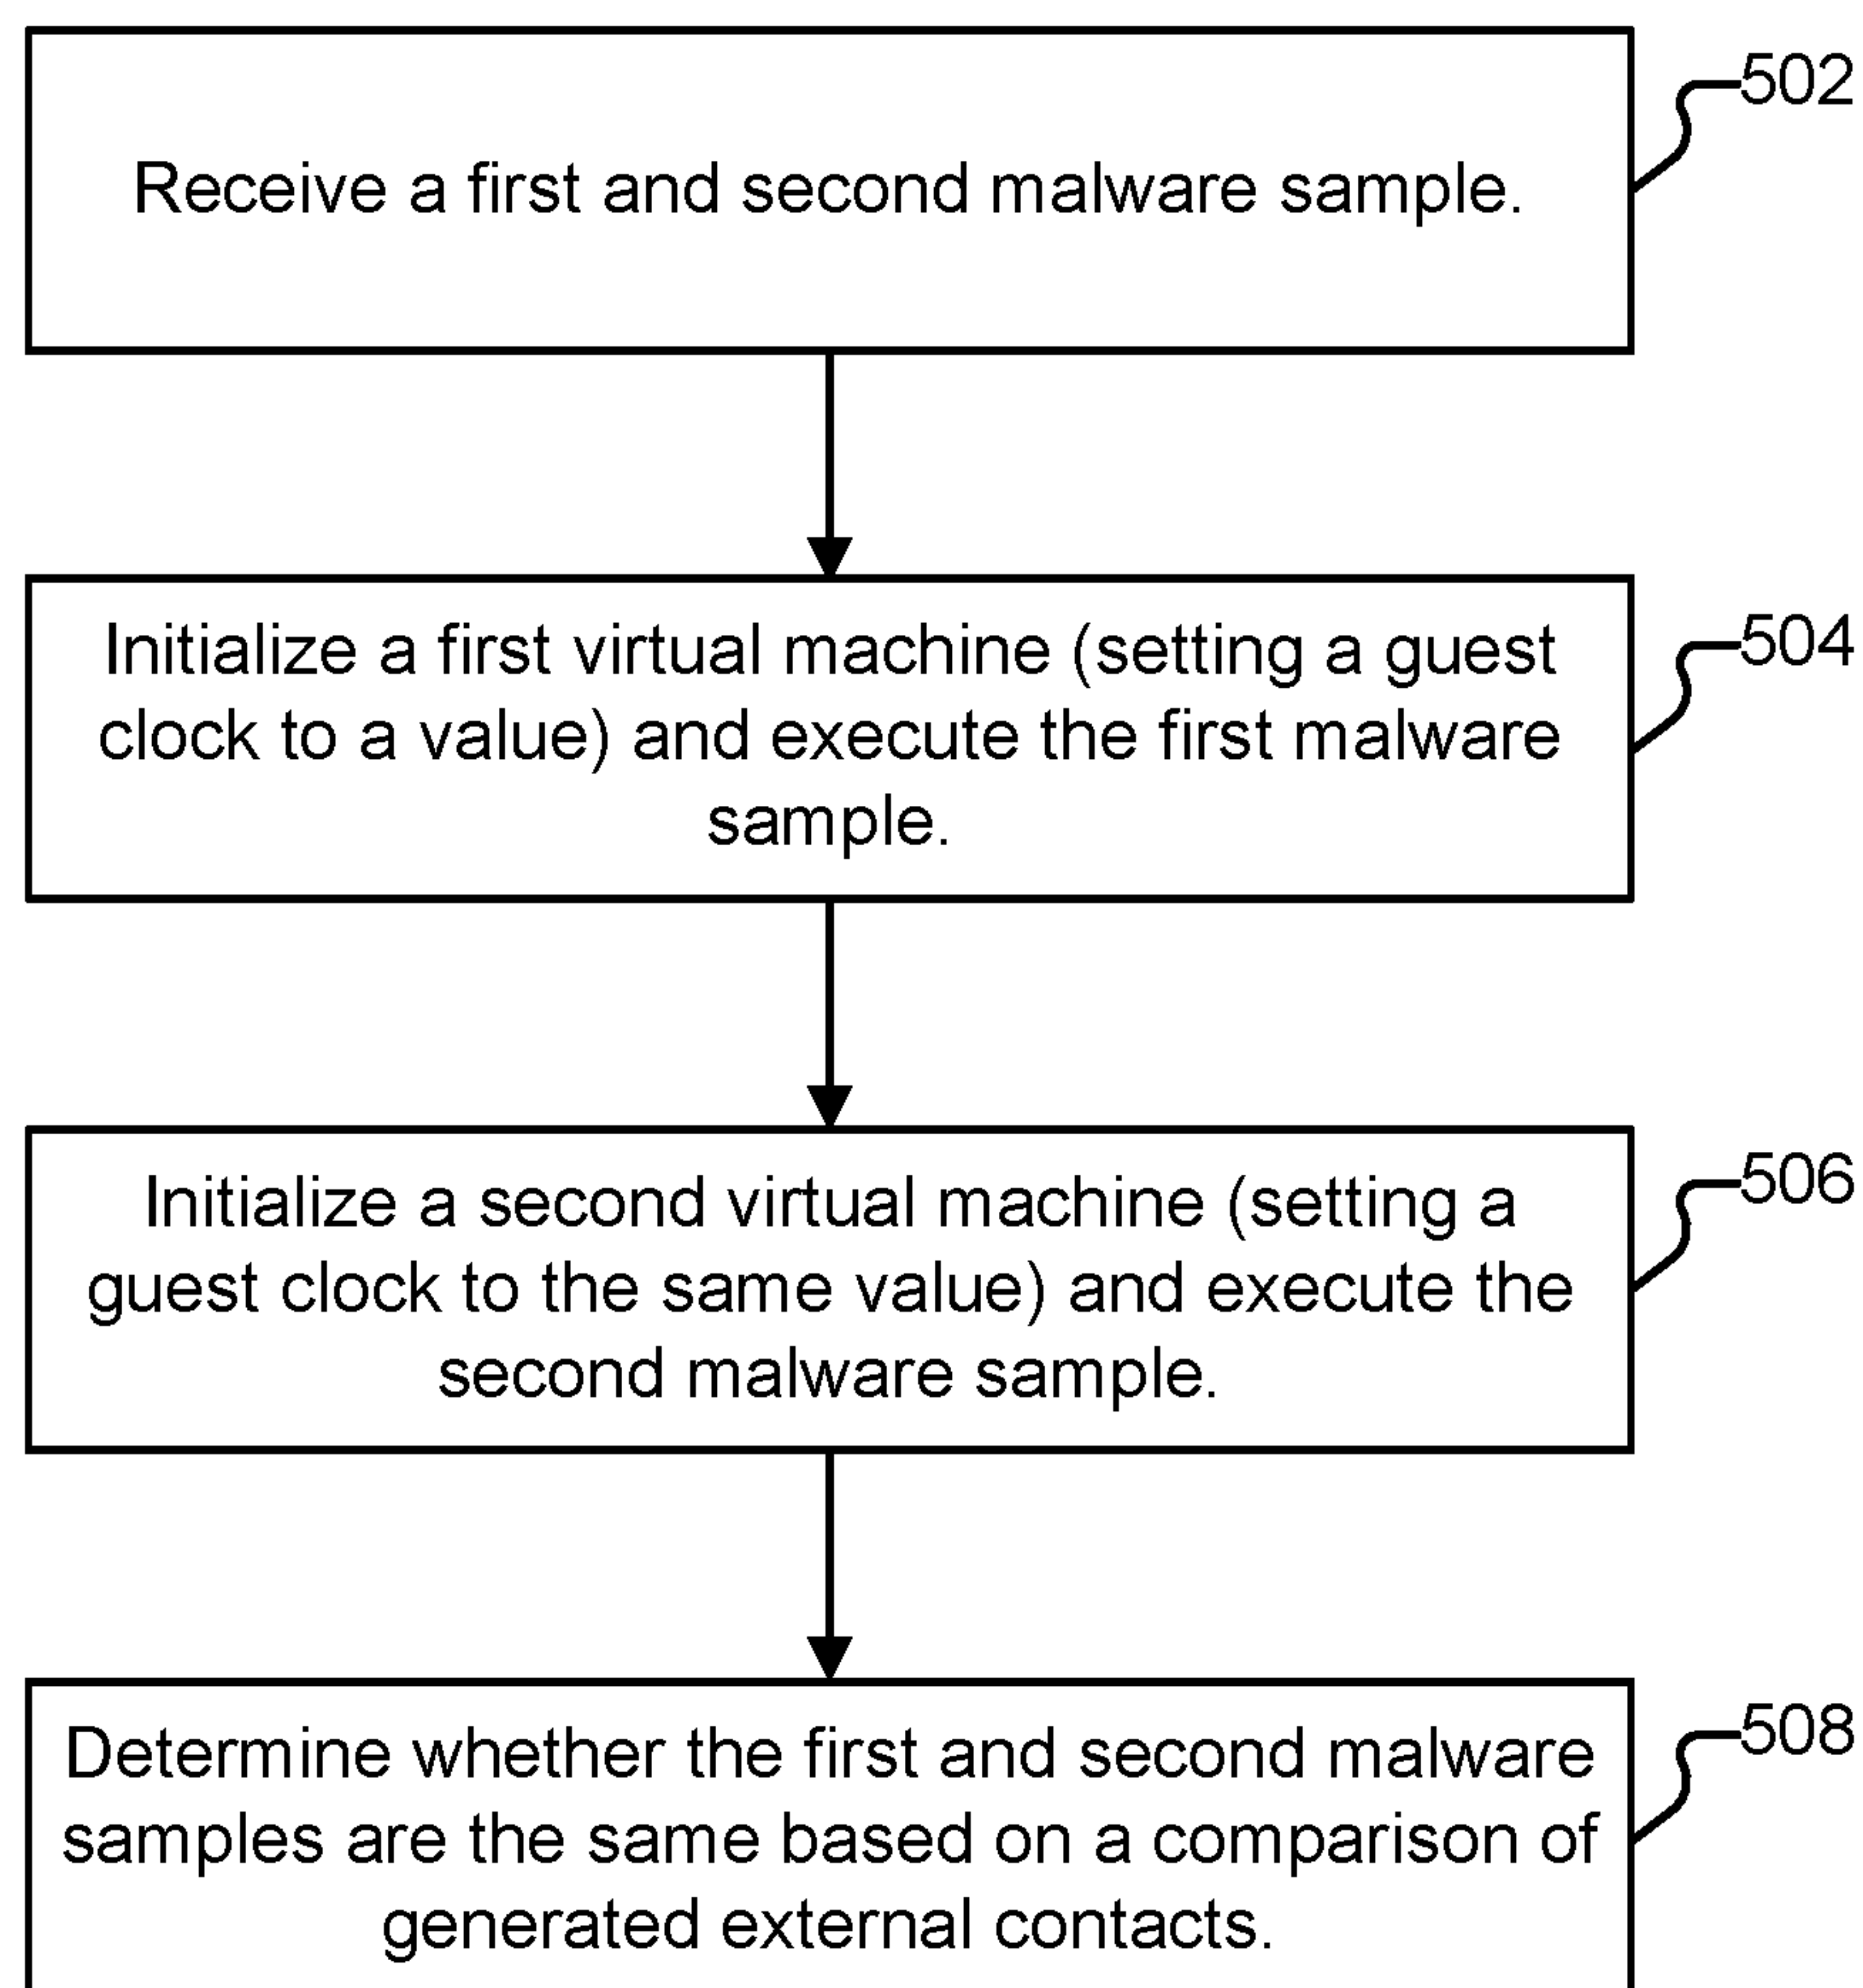 502
Receive a first and second malware sample.
504
Initialize a first virtual machine (setting a guest
clock to a value) and execute the first malware
sample.
506
Initialize a second virtual machine (setting a
guest clock to the same value) and execute the
second malware sample.
508
Determine whether the first and second malware
samples are the same based on a comparison of
generated external contacts.